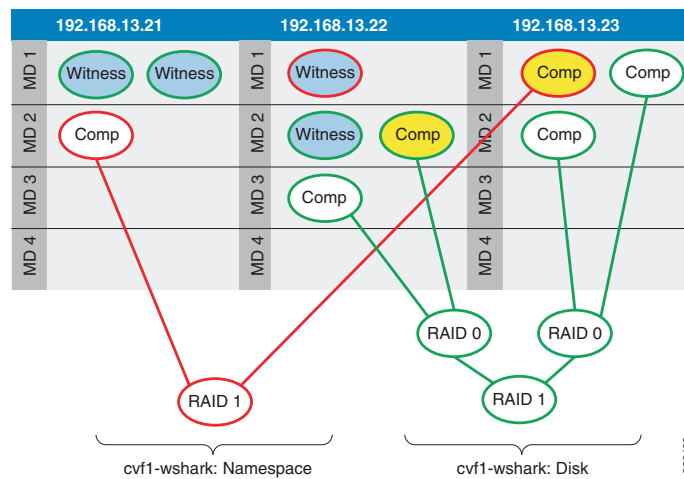 192.168.13.21 192.168.13.22 192.168.13.23
MD 1 Witness Witness MD 1 Witness MD 1 Comp Comp
MD 2 Comp MD 2 Witness Comp MD 2 Comp
MD 3 MD 3 Comp MD 3
MD 4 MD 4 MD 4
RAID 0 RAID 0
RAID 1 RAID 1
cvf1-wshark: Namespace cvf1-wshark: Disk